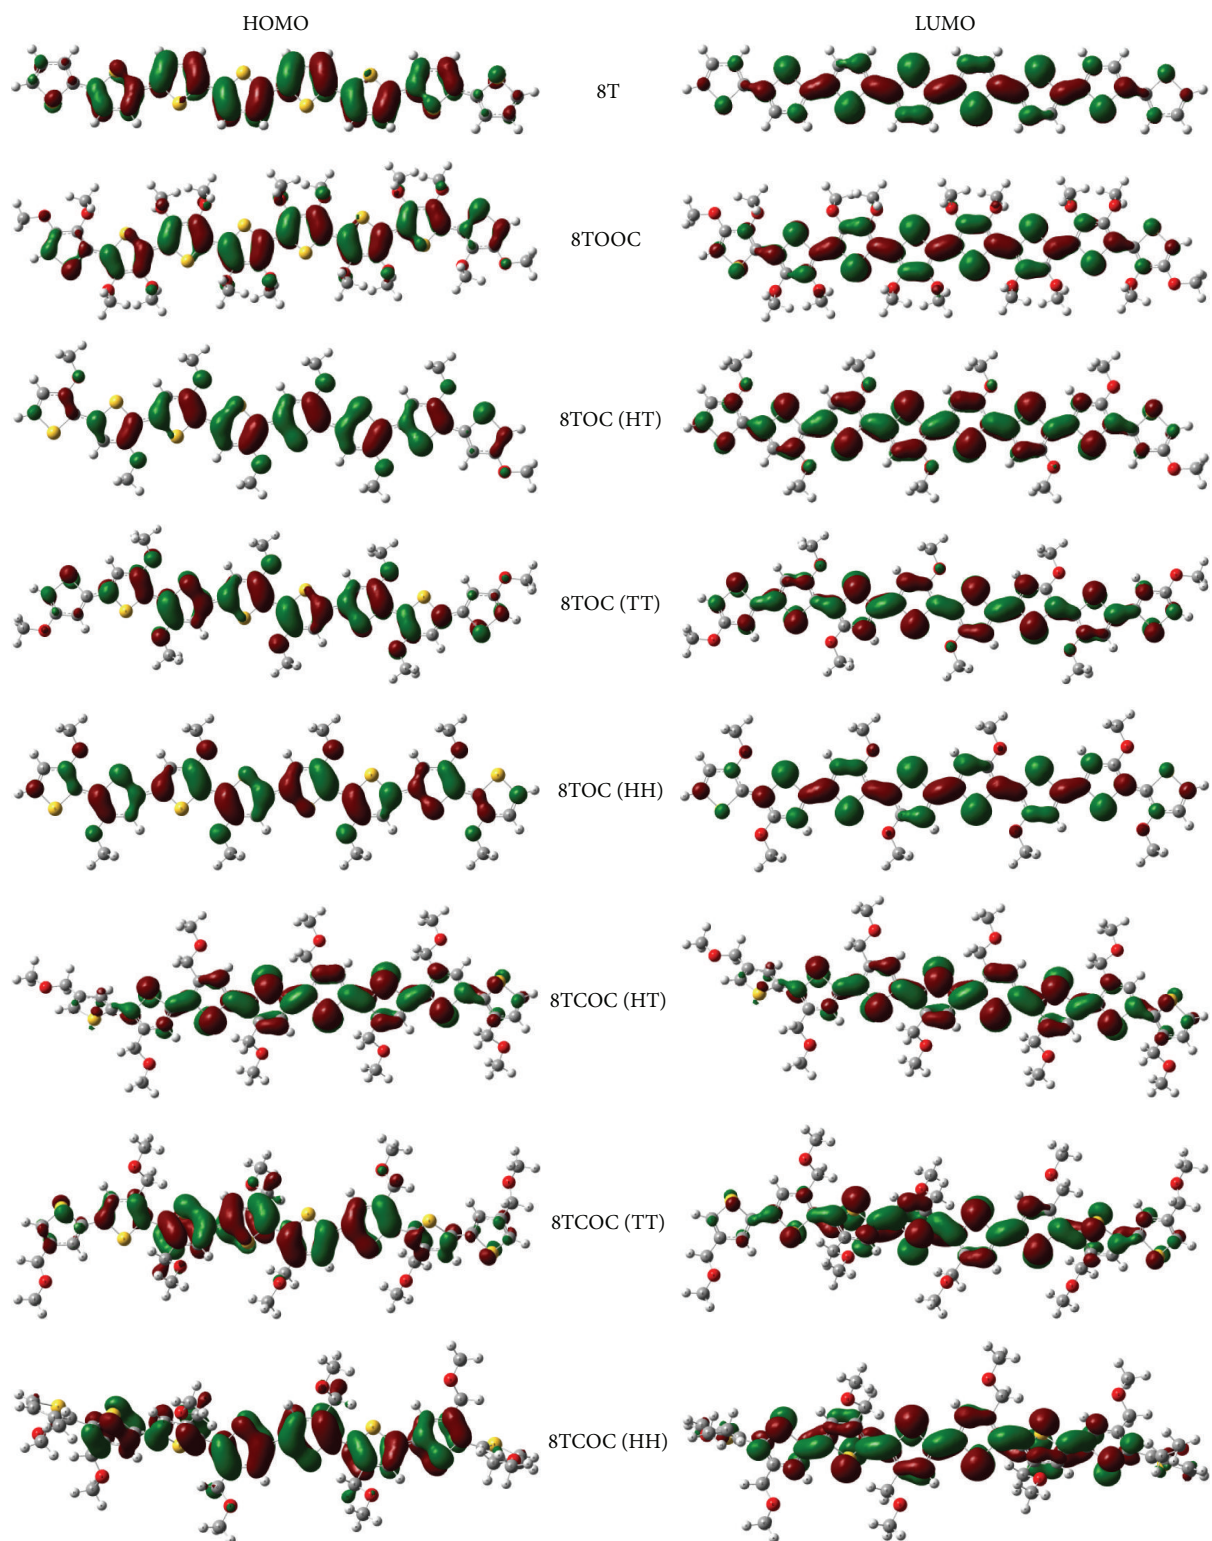 HOMO
LUMO
8T
8TOOC
8TOC (HT)
8TOC (TT)
8TOC (HH)
8TCOC (HT)
8TCOC (TT)
8TCOC (HH)